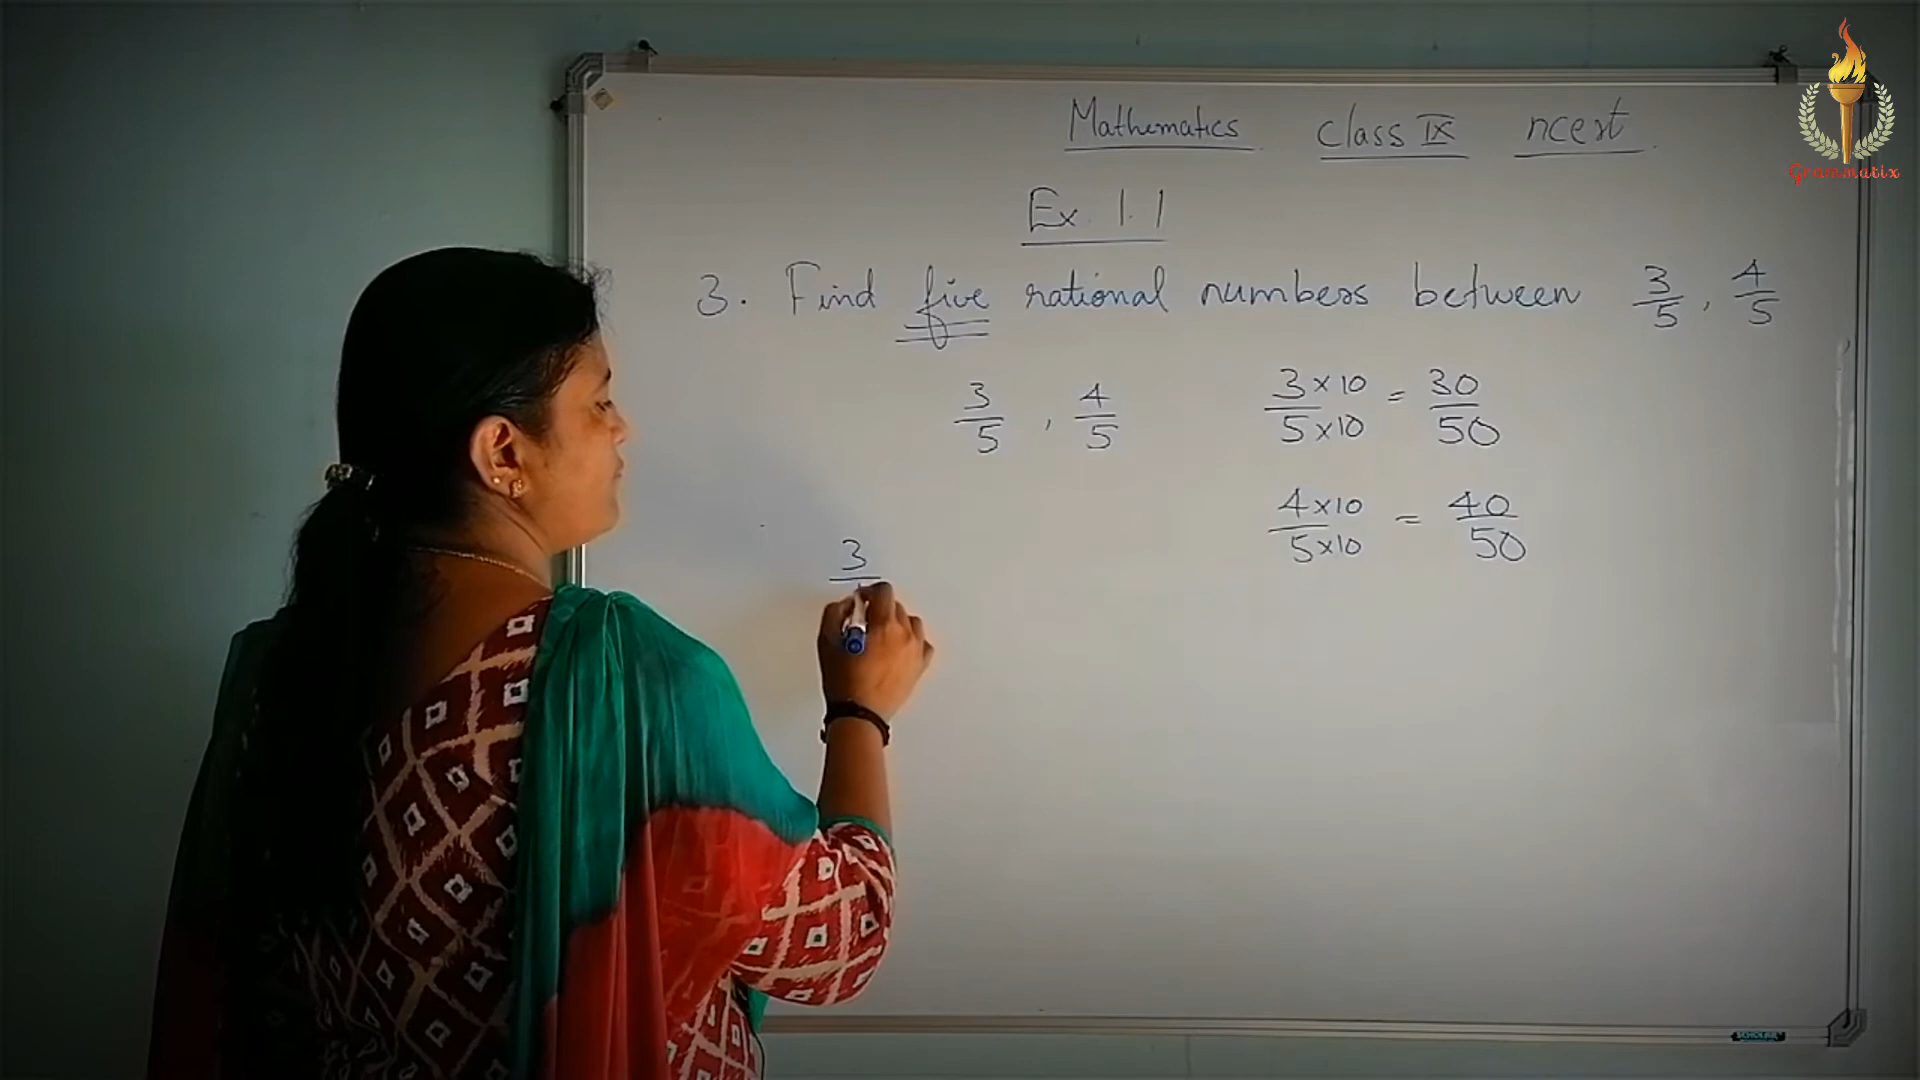 Mathematics Class IX ncert
Grammatix
Ex. 1.1
3. Find five rational numbers between 3/5, 4/5
3/5, 4/5
3×10/5×10 = 30/50
4×10/5×10 = 40/50
3
SCHOLAR